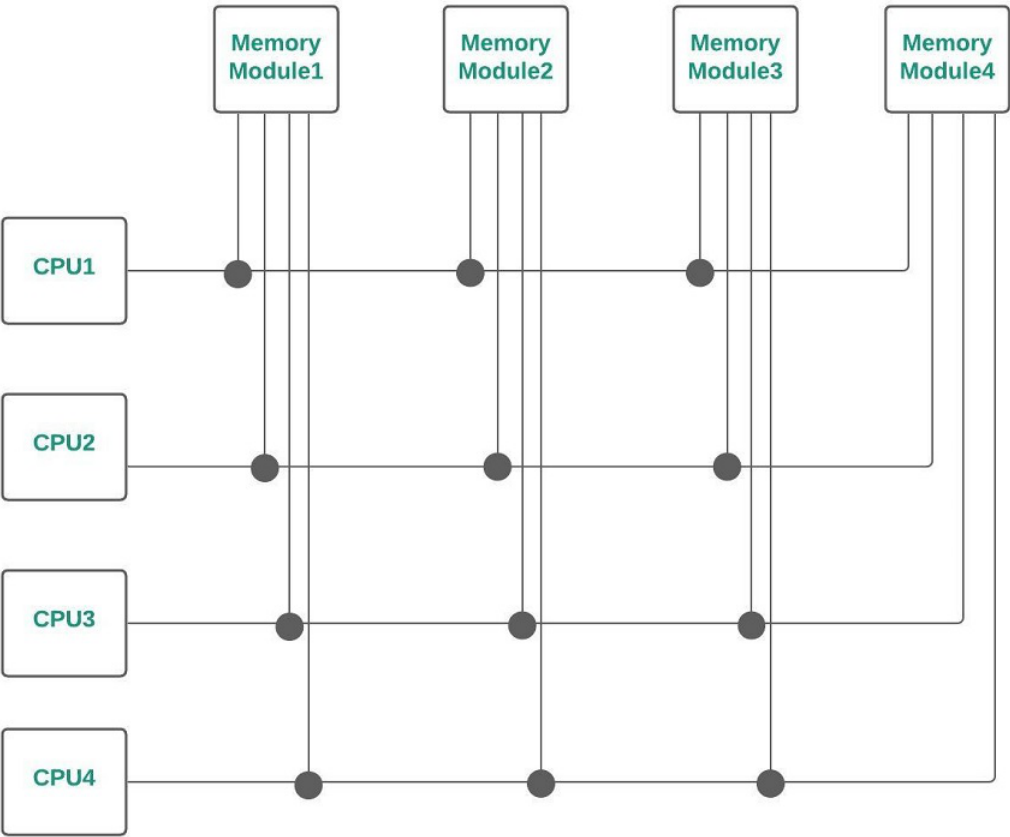 Memory
Module1
Memory
Module2
Memory
Module3
Memory
Module4
CPU1
CPU2
CPU3
CPU4